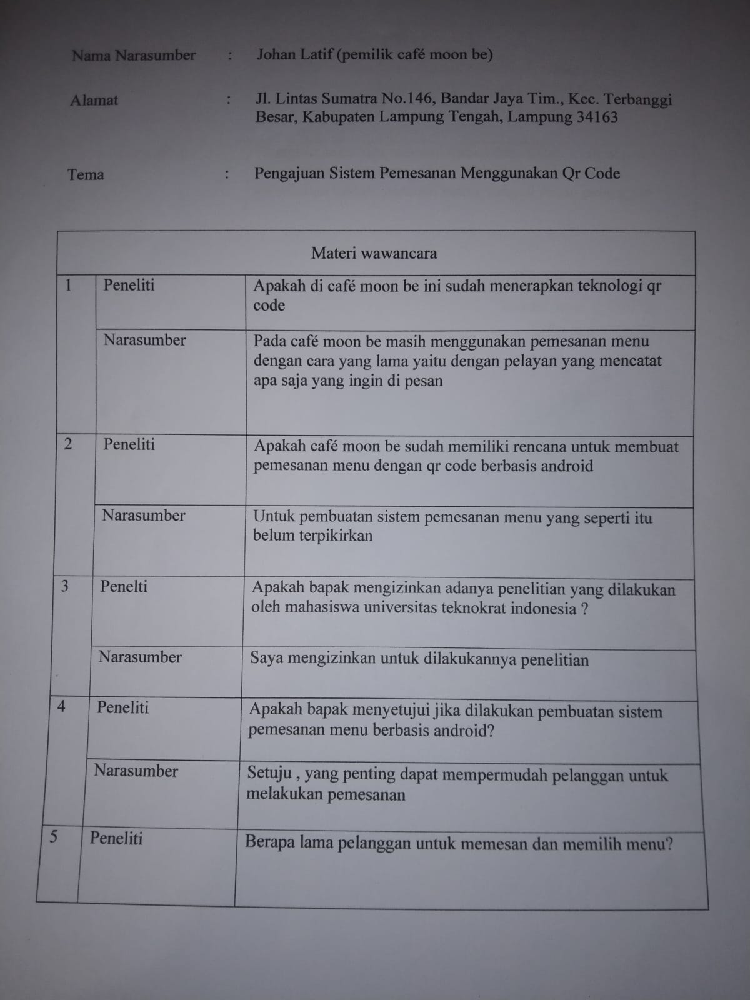 Nama Narasumber : Johan Latif (pemilik café moon be)
Alamat : Jl. Lintas Sumatra No.146, Bandar Jaya Tim., Kec. Terbanggi
Besar, Kabupaten Lampung Tengah, Lampung 34163
Tema : Pengajuan Sistem Pemesanan Menggunakan Qr Code
Materi wawancara
1 Peneliti Apakah di café moon be ini sudah menerapkan teknologi qr
code
Narasumber Pada café moon be masih menggunakan pemesanan menu
dengan cara yang lama yaitu dengan pelayan yang mencatat
apa saja yang ingin di pesan
2 Peneliti Apakah café moon be sudah memiliki rencana untuk membuat
pemesanan menu dengan qr code berbasis android
Narasumber Untuk pembuatan sistem pemesanan menu yang seperti itu
belum terpikirkan
3 Penelti Apakah bapak mengizinkan adanya penelitian yang dilakukan
oleh mahasiswa universitas teknokrat indonesia ?
Narasumber Saya mengizinkan untuk dilakukannya penelitian
4 Peneliti Apakah bapak menyetujui jika dilakukan pembuatan sistem
pemesanan menu berbasis android?
Narasumber Setuju , yang penting dapat mempermudah pelanggan untuk
melakukan pemesanan
5 Peneliti Berapa lama pelanggan untuk memesan dan memilih menu?